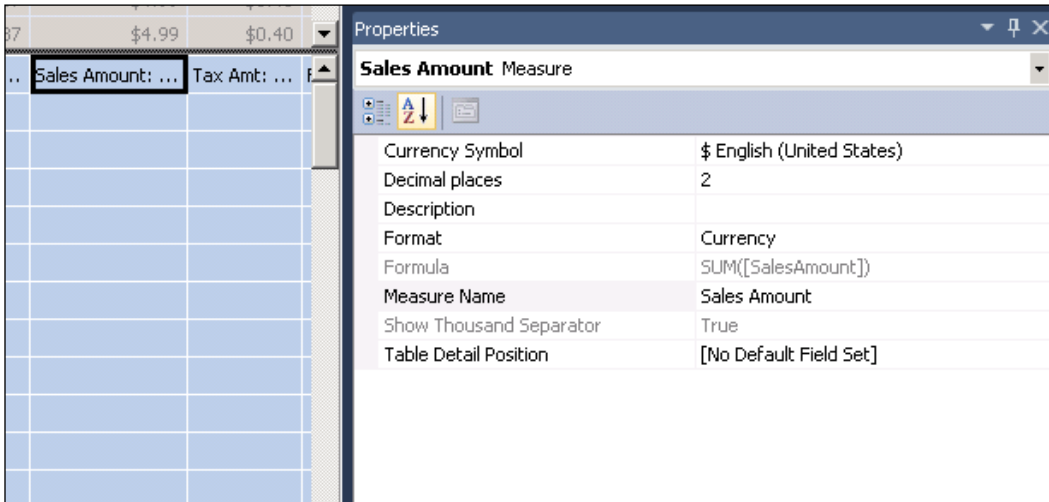 37 $4.99 $0.40
.. Sales Amount: ... Tax Amt: ... F
Properties
Sales Amount Measure
A Z
Currency Symbol $ English (United States)
Decimal places 2
Description
Format Currency
Formula SUM([SalesAmount])
Measure Name Sales Amount
Show Thousand Separator True
Table Detail Position [No Default Field Set]